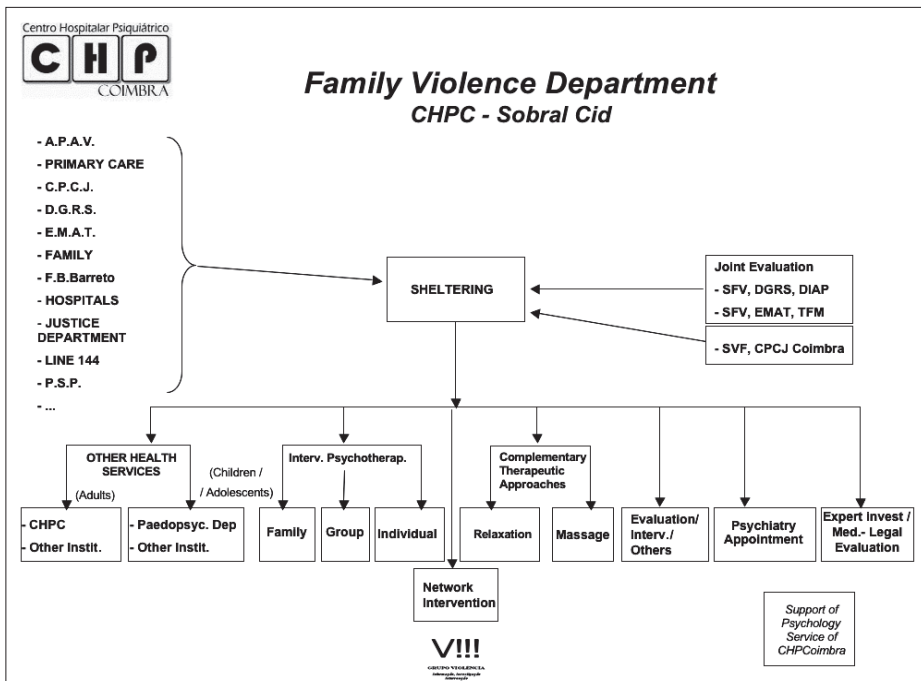 Centro Hospitalar Psiquiátrico
CHP
COIMBRA
Family Violence Department
CHPC - Sobral Cid
- A.P.A.V.
- PRIMARY CARE
- C.P.C.J.
- D.G.R.S.
- E.M.A.T.
- FAMILY
- F.B.Barreto
- HOSPITALS
- JUSTICE
DEPARTMENT
- LINE 144
- P.S.P.
- ...
SHELTERING
Joint Evaluation
- SFV, DGRS, DIAP
- SFV, EMAT, TFM
- SVF, CPCJ Coimbra
OTHER HEALTH
SERVICES
(Adults)
(Children /
/ Adolescents)
- CHPC
- Other Instit.
- Paedopsyc. Dep
- Other Instit.
Interv. Psychotherap.
Family
Group
Individual
Complementary
Therapeutic
Approaches
Relaxation
Massage
Evaluation/
Interv./
Others
Psychiatry
Appointment
Expert Invest /
Med.- Legal
Evaluation
Network
Intervention
V!!!
GRUPO VIOLÊNCIA
Informação, Investigação
Intervenção
Support of
Psychology
Service of
CHPCoimbra